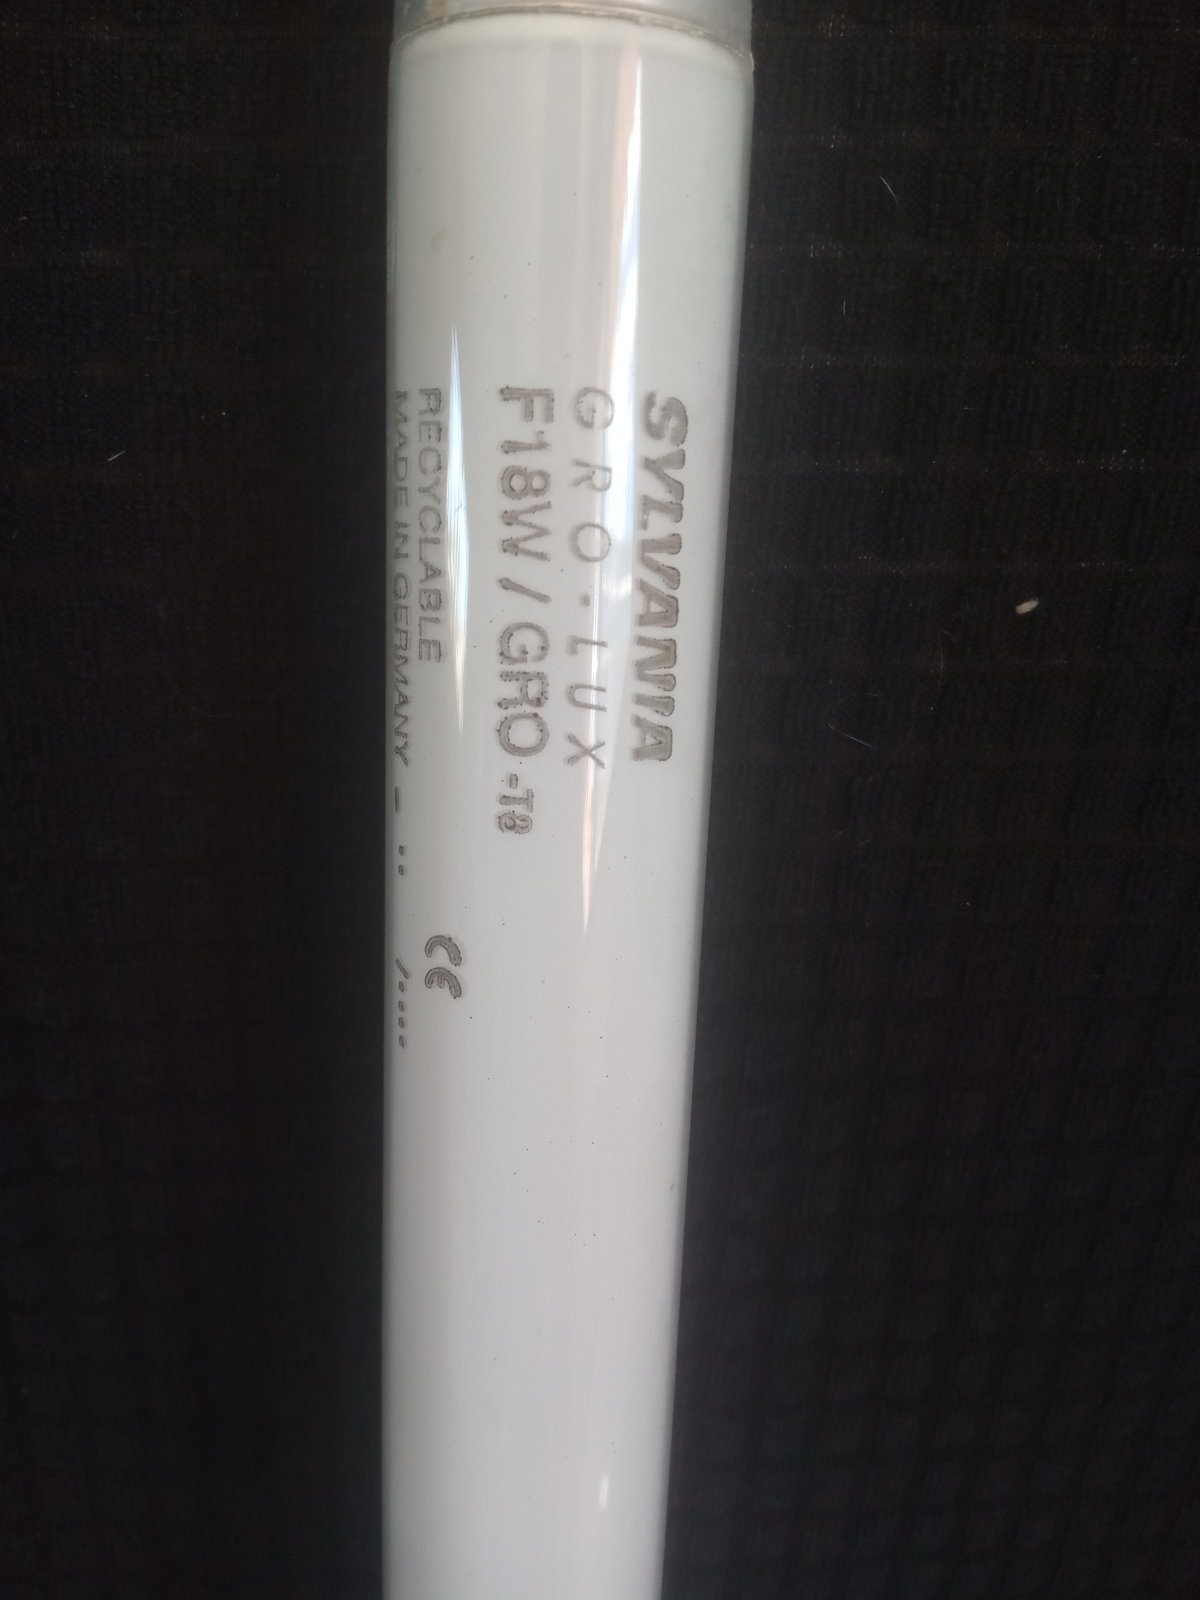 SYLVANIA
GRO-LUX
F18W/GRO-T8
RECYCLABLE CE
MADE IN GERMANY - .. /....